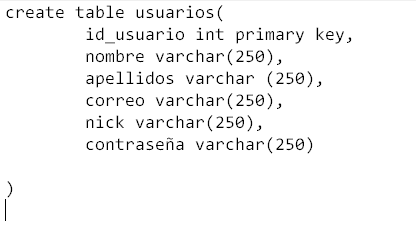 create table usuarios(
id_usuario int primary key,
nombre varchar(250),
apellidos varchar (250),
correo varchar(250),
nick varchar(250),
contraseña varchar(250)
)